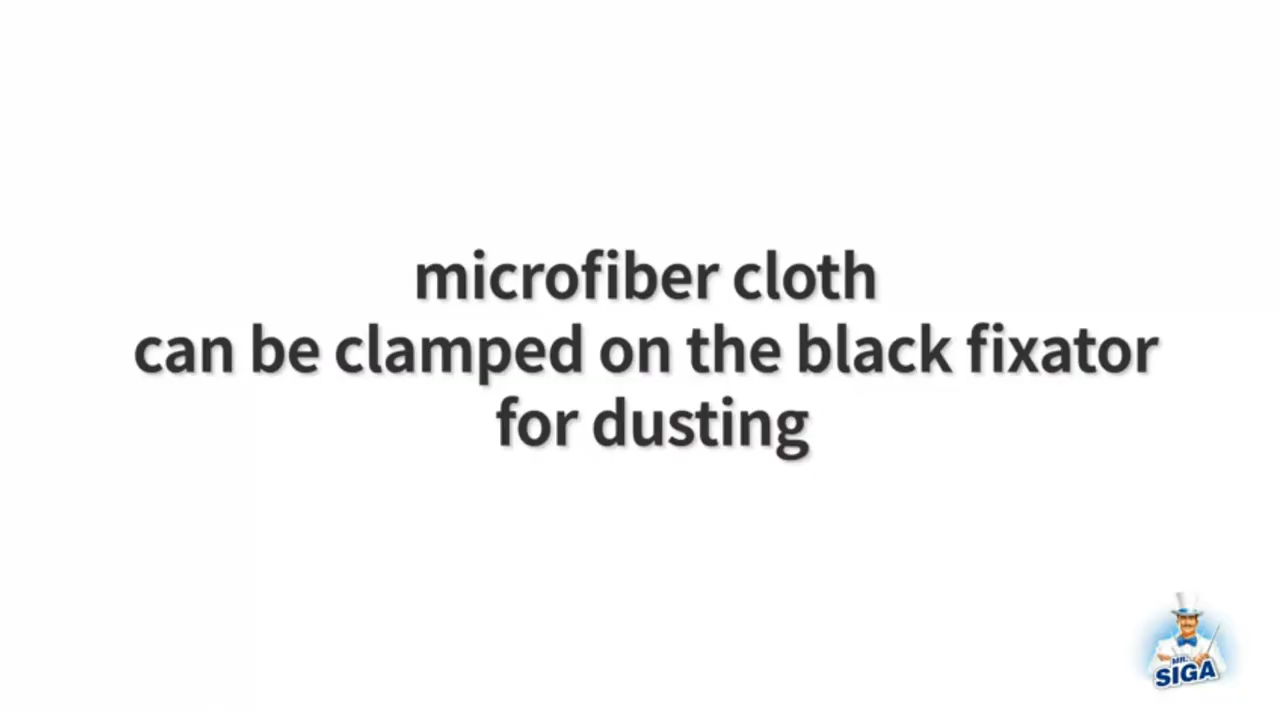 microfiber cloth
can be clamped on the black fixator
for dusting
MR.
SIGA